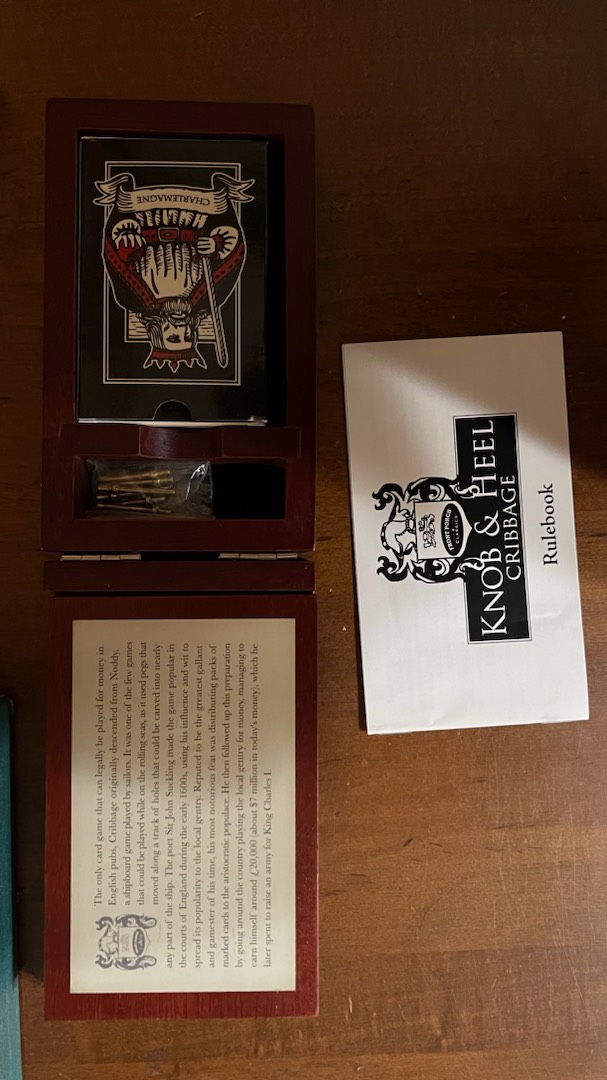 CHARLEMAGNE
The only card game that can legally be played for money in
English pubs, Cribbage originally descended from Noddy,
a shipboard game played by sailors. It was one of the few games
that could be played while on the rolling seas, as it used pegs that
moved along a track of holes that could be carved into nearly
any part of the ship. The poet Sir John Suckling made the game popular in
the courts of England during the early 1600s, using his influence and wit to
spread its popularity to the local gentry. Reputed to be the greatest gallant
and gamester of his time, his most notorious feat was distributing packs of
marked cards to the aristocratic populace. He then followed up this preparation
by going around the country playing the local gentry for money, managing to
earn himself around £20,000 (about $7 million in today's money), which he
later spent to raise an army for King Charles I.
FRONT PORCH
CLASSICS
KNOB & HEEL
CRIBBAGE
Rulebook